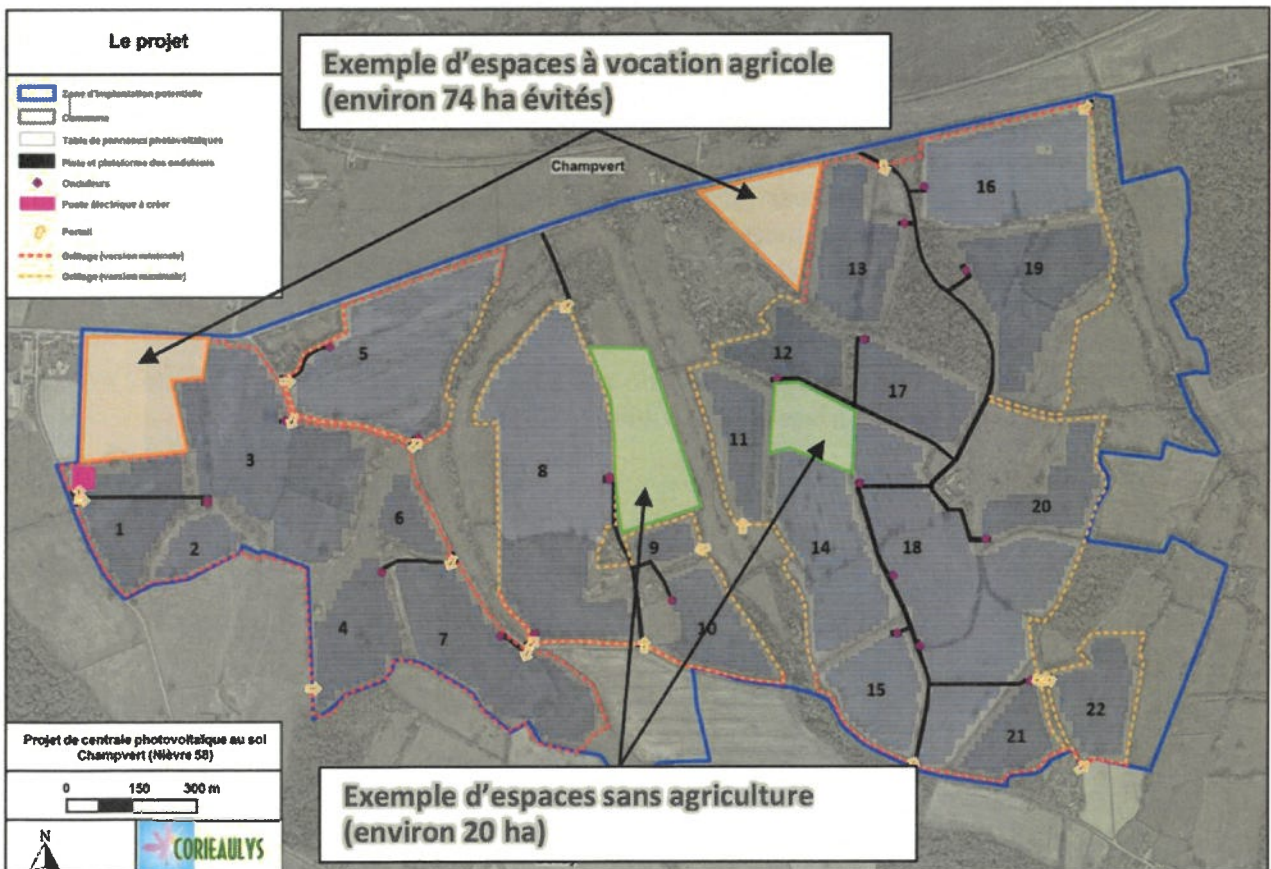 Le projet
Zone d'implantation potentielle
Commune
Table de panneaux photovoltaïques
Piste et plateforme des onduleurs
Onduleurs
Poste électrique à créer
Portail
Grillage (version minimale)
Grillage (version maximale)
Exemple d'espaces à vocation agricole
(environ 74 ha évités)
Champvert
16
13
19
5
12
17
11
3
8
20
6
1
9
14
18
2
10
4
7
15
22
21
Projet de centrale photovoltaïque au sol
Champvert (Nièvre 58)
0 150 300 m
N
CORIEAULYS
Exemple d'espaces sans agriculture
(environ 20 ha)